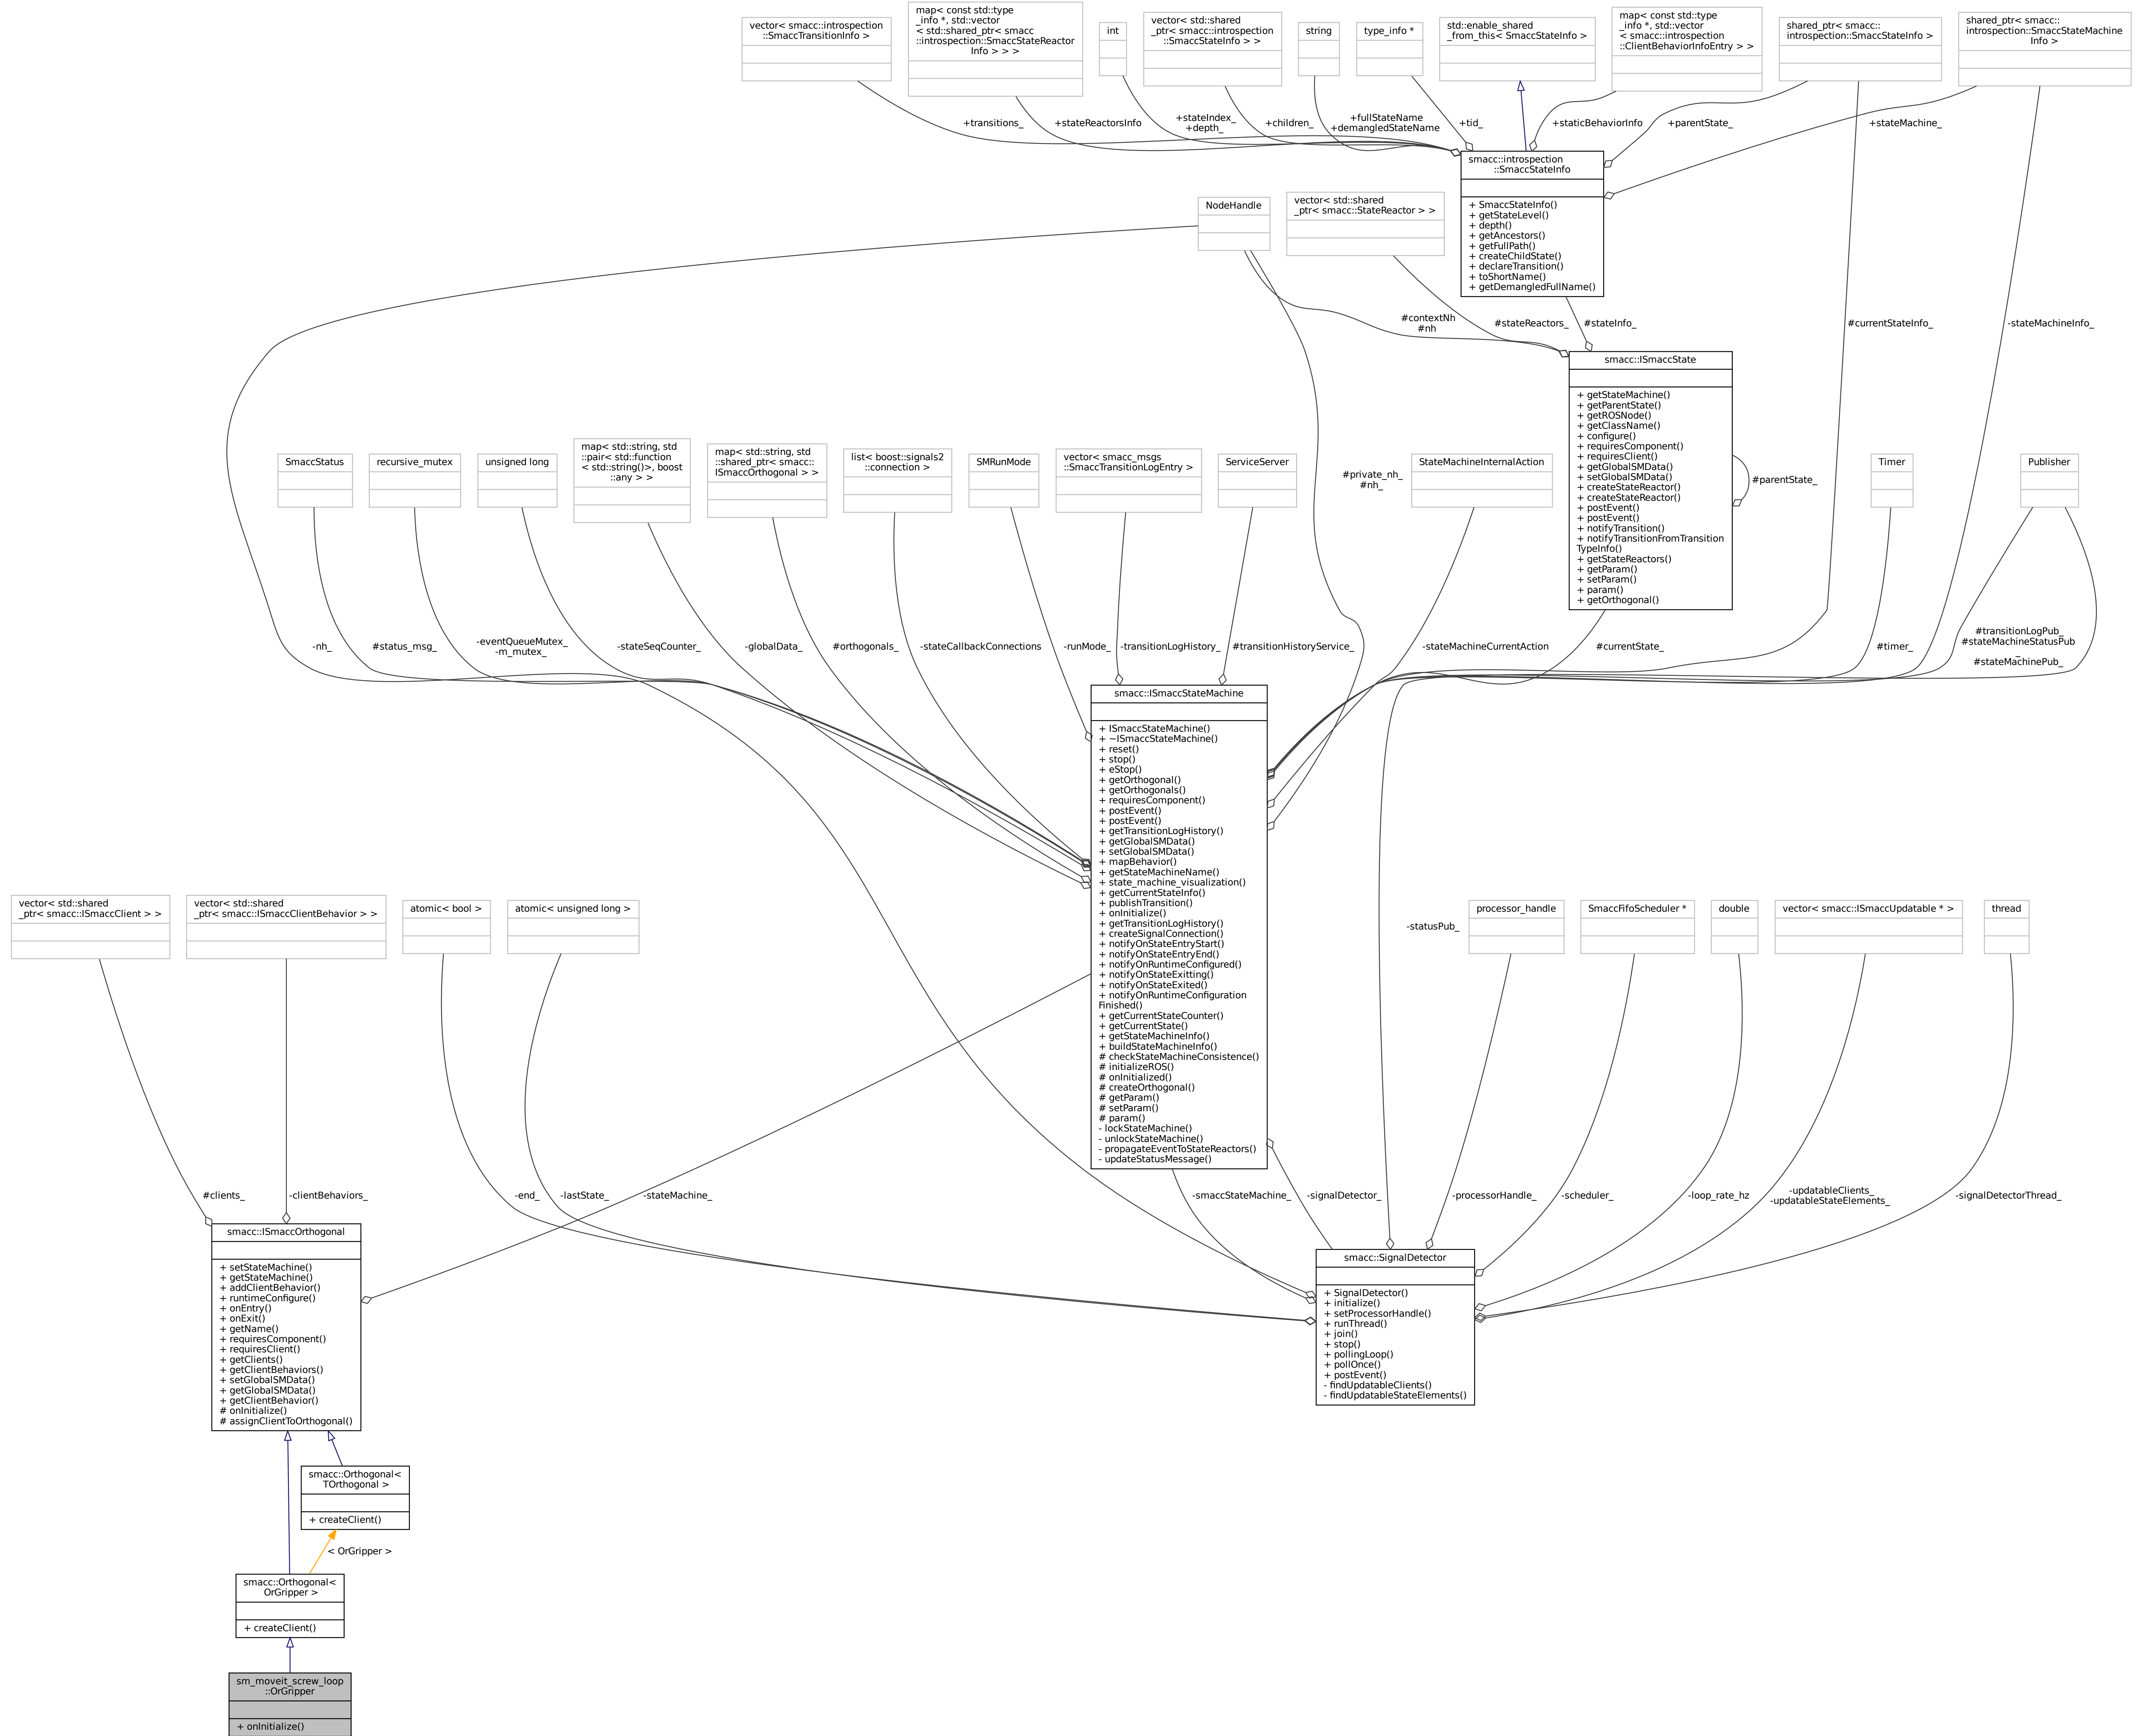 vector< smacc::introspection
::SmaccTransitionInfo >
map< const std::type
_info *, std::vector
< std::shared_ptr< smacc
::introspection::SmaccStateReactor
Info > > >
int
vector< std::shared
_ptr< smacc::introspection
::SmaccStateInfo > >
string
type_info *
std::enable_shared
_from_this< SmaccStateInfo >
map< const std::type
_info *, std::vector
< smacc::introspection
::ClientBehaviorInfoEntry > >
shared_ptr< smacc::
introspection::SmaccStateInfo >
shared_ptr< smacc::
introspection::SmaccStateMachine
Info >
+transitions_
+stateReactorsInfo
+stateIndex_
+depth_
+children_
+fullStateName
+demangledStateName
+tid_
+staticBehaviorInfo
+parentState_
+stateMachine_
smacc::introspection
::SmaccStateInfo
+ SmaccStateInfo()
+ getStateLevel()
+ depth()
+ getAncestors()
+ getFullPath()
+ createChildState()
+ declareTransition()
+ toShortName()
+ getDemangledFullName()
NodeHandle
vector< std::shared
_ptr< smacc::StateReactor > >
#contextNh
#nh
#stateReactors_
#stateInfo_
#currentStateInfo_
-stateMachineInfo_
smacc::ISmaccState
+ getStateMachine()
+ getParentState()
+ getROSNode()
+ getClassName()
+ configure()
+ requiresComponent()
+ requiresClient()
+ getGlobalSMData()
+ setGlobalSMData()
+ createStateReactor()
+ createStateReactor()
+ postEvent()
+ postEvent()
+ notifyTransition()
+ notifyTransitionFromTransition
TypeInfo()
+ getStateReactors()
+ getParam()
+ setParam()
+ param()
+ getOrthogonal()
#parentState_
SmaccStatus
recursive_mutex
unsigned long
map< std::string, std
::pair< std::function
< std::string()>, boost
::any > >
map< std::string, std
::shared_ptr< smacc::
ISmaccOrthogonal > >
list< boost::signals2
::connection >
SMRunMode
vector< smacc_msgs
::SmaccTransitionLogEntry >
ServiceServer
#private_nh_
#nh_
StateMachineInternalAction
Timer
Publisher
-nh_
#status_msg_
-eventQueueMutex_
-m_mutex_
-stateSeqCounter_
-globalData_
#orthogonals_
-stateCallbackConnections
-runMode_
-transitionLogHistory_
#transitionHistoryService_
-stateMachineCurrentAction
#currentState_
#timer_
#transitionLogPub_
#stateMachineStatusPub
_
#stateMachinePub_
smacc::ISmaccStateMachine
+ ISmaccStateMachine()
+ ~ISmaccStateMachine()
+ reset()
+ stop()
+ eStop()
+ getOrthogonal()
+ getOrthogonals()
+ requiresComponent()
+ postEvent()
+ postEvent()
+ getTransitionLogHistory()
+ getGlobalSMData()
+ setGlobalSMData()
+ mapBehavior()
+ getStateMachineName()
+ state_machine_visualization()
+ getCurrentStateInfo()
+ publishTransition()
+ onInitialize()
+ getTransitionLogHistory()
+ createSignalConnection()
+ notifyOnStateEntryStart()
+ notifyOnStateEntryEnd()
+ notifyOnRuntimeConfigured()
+ notifyOnStateExitting()
+ notifyOnStateExited()
+ notifyOnRuntimeConfiguration
Finished()
+ getCurrentStateCounter()
+ getCurrentState()
+ getStateMachineInfo()
+ buildStateMachineInfo()
# checkStateMachineConsistence()
# initializeROS()
# onInitialized()
# createOrthogonal()
# getParam()
# setParam()
# param()
- lockStateMachine()
- unlockStateMachine()
- propagateEventToStateReactors()
- updateStatusMessage()
vector< std::shared
_ptr< smacc::ISmaccClient > >
vector< std::shared
_ptr< smacc::ISmaccClientBehavior > >
atomic< bool >
atomic< unsigned long >
-statusPub_
processor_handle
SmaccFifoScheduler *
double
vector< smacc::ISmaccUpdatable * >
thread
#clients_
-clientBehaviors_
-end_
-lastState_
-stateMachine_
-smaccStateMachine_
-signalDetector_
-processorHandle_
-scheduler_
-loop_rate_hz
-updatableClients_
-updatableStateElements_
-signalDetectorThread_
smacc::ISmaccOrthogonal
+ setStateMachine()
+ getStateMachine()
+ addClientBehavior()
+ runtimeConfigure()
+ onEntry()
+ onExit()
+ getName()
+ requiresComponent()
+ requiresClient()
+ getClients()
+ getClientBehaviors()
+ setGlobalSMData()
+ getGlobalSMData()
+ getClientBehavior()
# onInitialize()
# assignClientToOrthogonal()
smacc::SignalDetector
+ SignalDetector()
+ initialize()
+ setProcessorHandle()
+ runThread()
+ join()
+ stop()
+ pollingLoop()
+ pollOnce()
+ postEvent()
- findUpdatableClients()
- findUpdatableStateElements()
smacc::Orthogonal<
TOrthogonal >
+ createClient()
< OrGripper >
smacc::Orthogonal<
OrGripper >
+ createClient()
sm_moveit_screw_loop
::OrGripper
+ onInitialize()